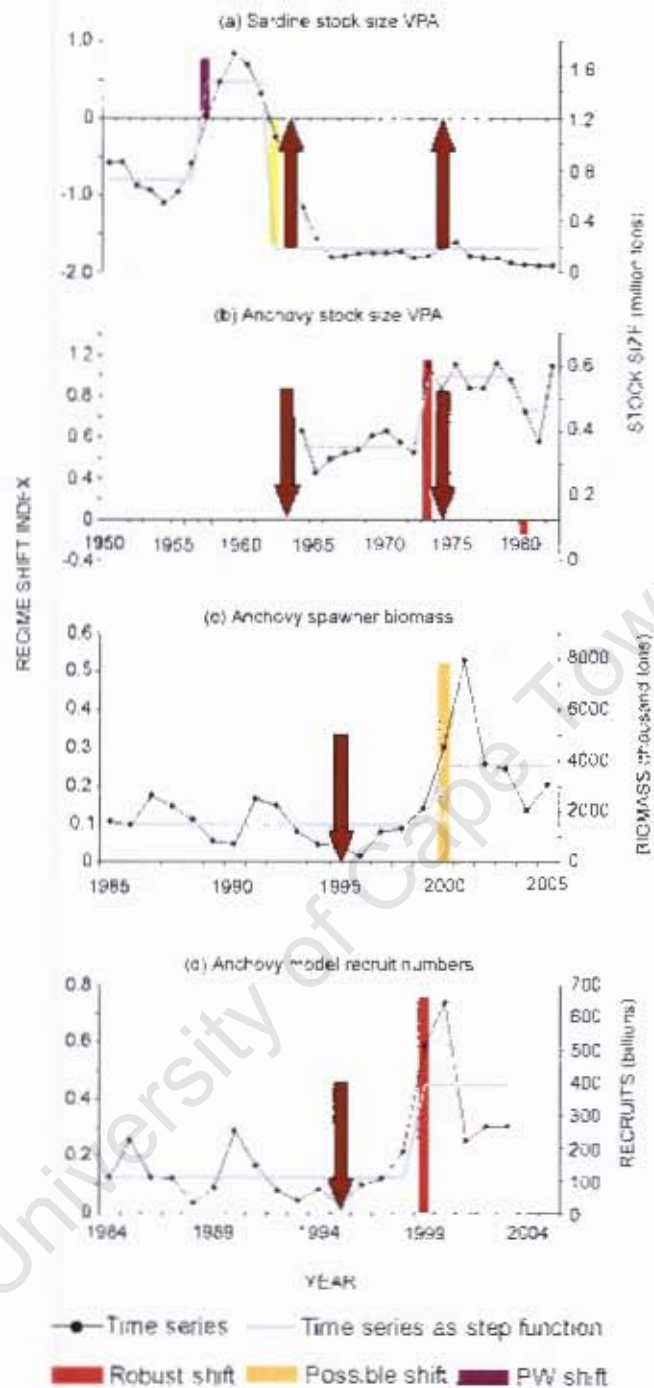 (a) Sardine stock size VPA
1.0
0
-1.0
-2.0
1.6
1.2
0.8
0.4
0
(b) Anchovy stock size VPA
1.2
0.8
0.4
0
-0.4
0.6
0.4
0.2
0
1950 1955 1960 1965 1970 1975 1980
STOCK SIZE (million tons)
REGIME SHIFT INDEX
(c) Anchovy spawner biomass
0.6
0.5
0.4
0.3
0.2
0.1
0
8000
6000
4000
2000
0
1985 1990 1995 2000 2005
BIOMASS (thousand tons)
(d) Anchovy model recruit numbers
0.8
0.6
0.4
0.2
0
700
600
500
400
300
200
100
0
1984 1989 1994 1999 2004
RECRUITS (billions)
YEAR
Time series Time series as step function
Robust shift Possible shift PW shift
University of Cape Town